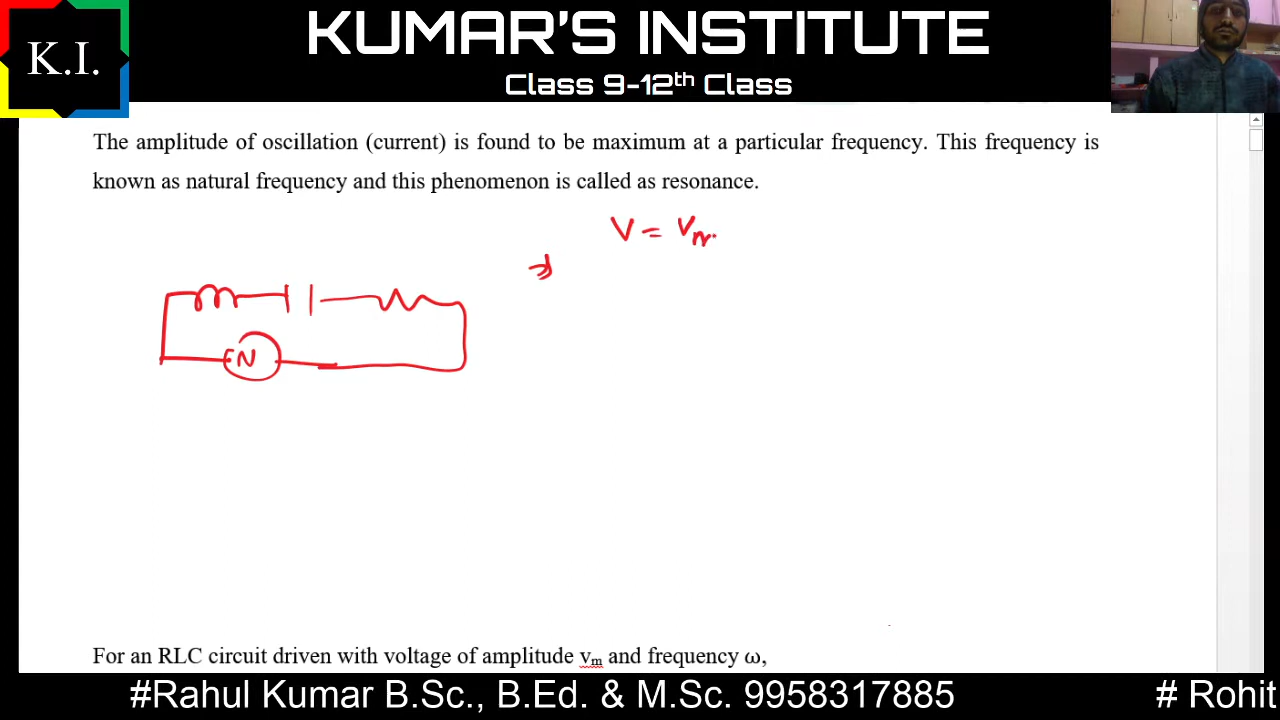 KUMAR'S INSTITUTE
K.I.
Class 9-12th Class
The amplitude of oscillation (current) is found to be maximum at a particular frequency. This frequency is
known as natural frequency and this phenomenon is called as resonance.
V = Vm
For an RLC circuit driven with voltage of amplitude vm and frequency ω,
#Rahul Kumar B.Sc., B.Ed. & M.Sc. 9958317885 # Rohit